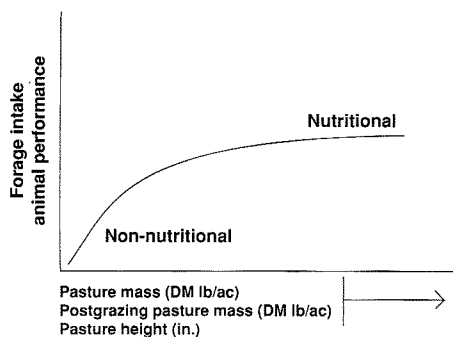 Forage intake
animal performance
Nutritional
Non-nutritional
Pasture mass (DM lb/ac)
Postgrazing pasture mass (DM lb/ac)
Pasture height (in.)